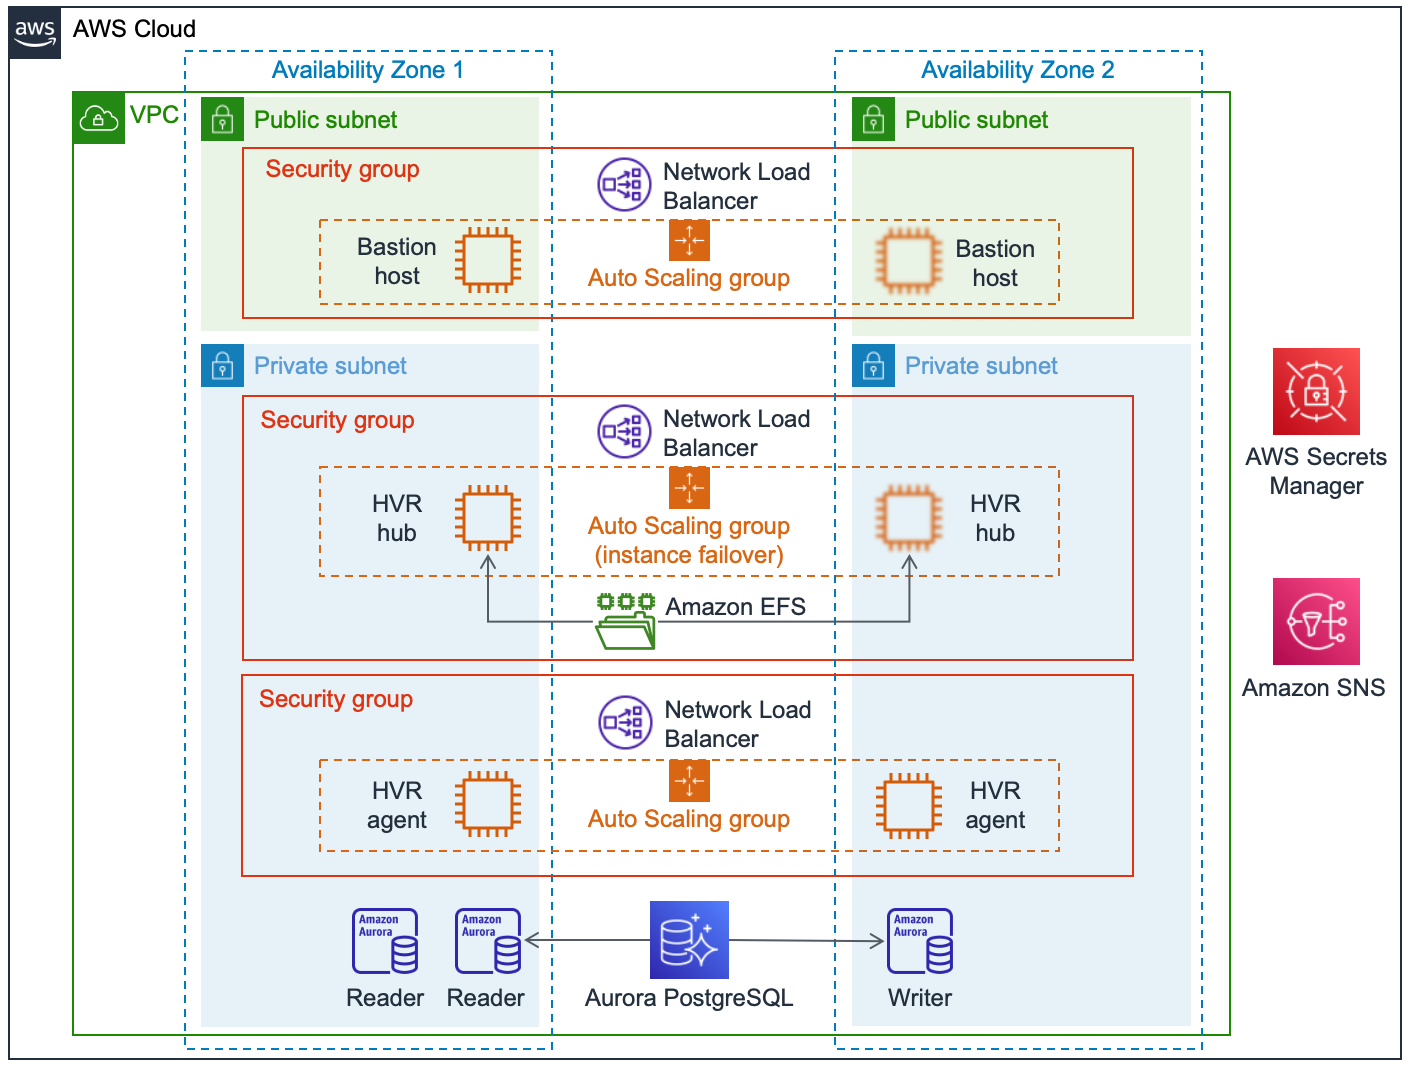 aws
AWS Cloud
Availability Zone 1
Availability Zone 2
VPC
Public subnet
Public subnet
Security group
Network Load
Balancer
Bastion
host
Auto Scaling group
Bastion
host
Private subnet
Private subnet
Security group
Network Load
Balancer
HVR
hub
Auto Scaling group
(instance failover)
HVR
hub
Amazon EFS
AWS Secrets
Manager
Amazon SNS
Security group
Network Load
Balancer
HVR
agent
Auto Scaling group
HVR
agent
Amazon
Aurora
Reader
Amazon
Aurora
Reader
Aurora PostgreSQL
Amazon
Aurora
Writer